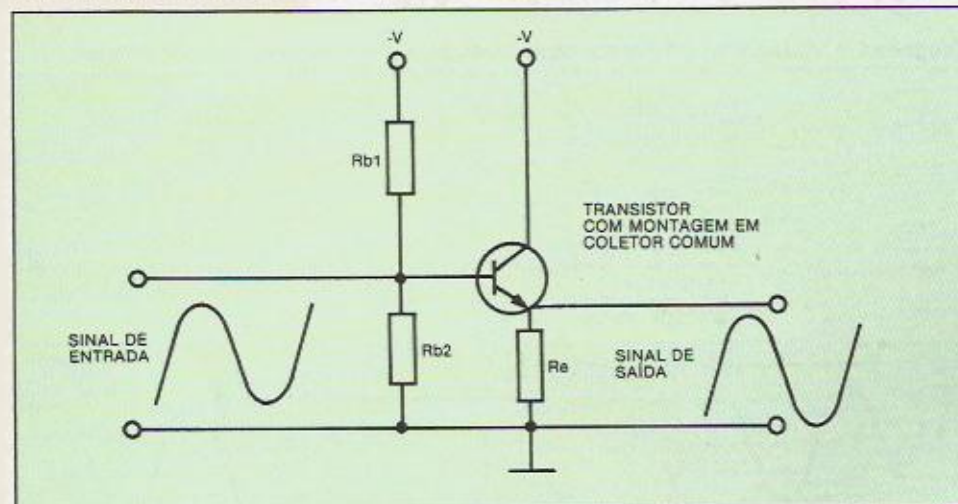 -V
-V
Rb1
TRANSISTOR
COM MONTAGEM EM
COLETOR COMUM
SINAL DE
ENTRADA
Rb2
Re
SINAL DE
SAÍDA